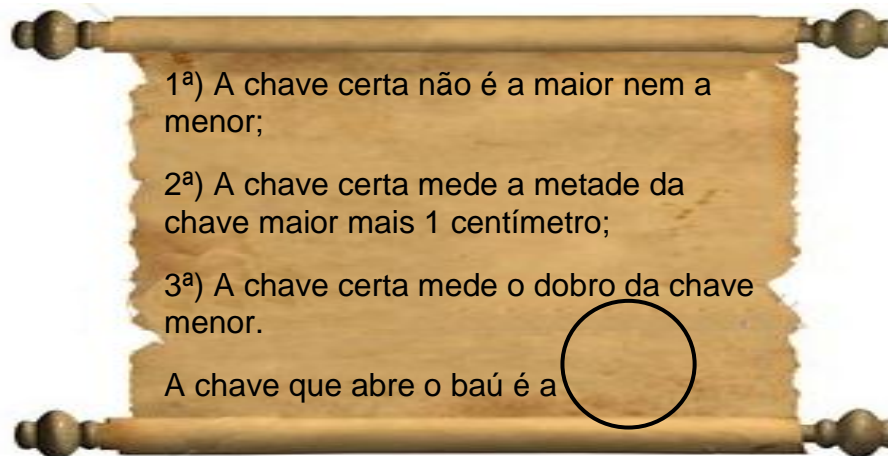 1ª) A chave certa não é a maior nem a
menor;
2ª) A chave certa mede a metade da
chave maior mais 1 centímetro;
3ª) A chave certa mede o dobro da chave
menor.
A chave que abre o baú é a